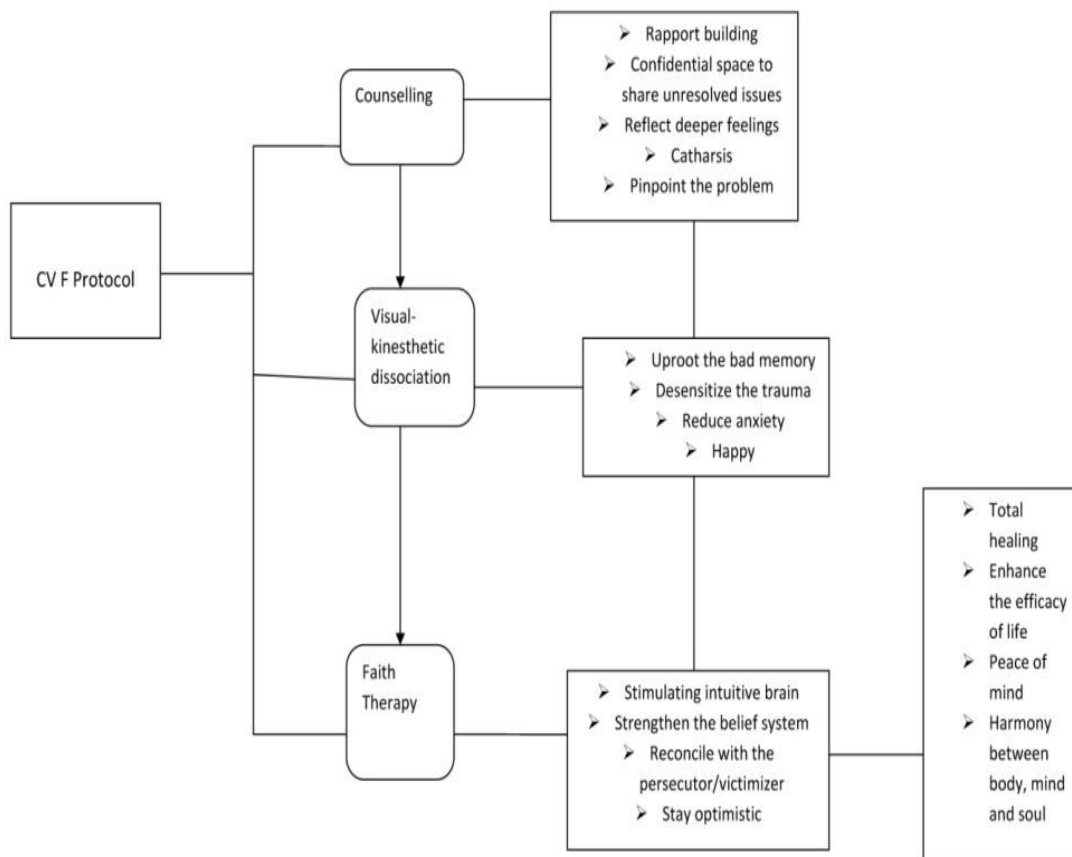 CV F Protocol
Counselling
➢ Rapport building
➢ Confidential space to
share unresolved issues
➢ Reflect deeper feelings
➢ Catharsis
➢ Pinpoint the problem
Visual-
kinesthetic
dissociation
➢ Uproot the bad memory
➢ Desensitize the trauma
➢ Reduce anxiety
➢ Happy
Faith
Therapy
➢ Stimulating intuitive brain
➢ Strengthen the belief system
➢ Reconcile with the
persecutor/victimizer
➢ Stay optimistic
➢ Total
healing
➢ Enhance
the efficacy
of life
➢ Peace of
mind
➢ Harmony
between
body, mind
and soul